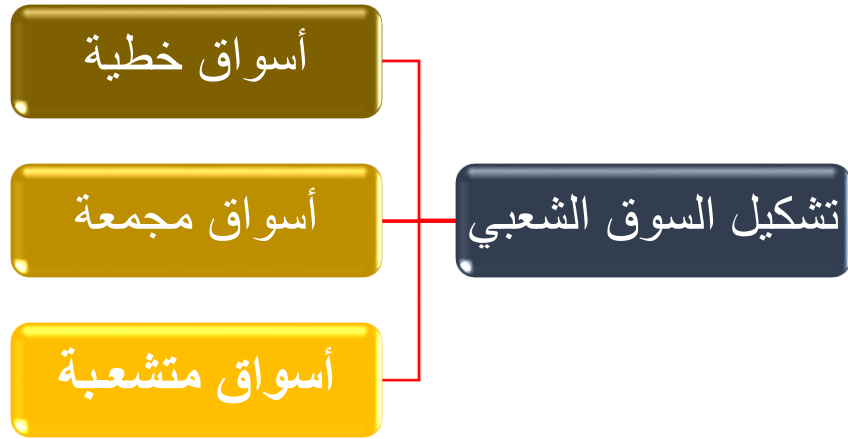 تشكيل السوق الشعبي
أسواق خطية
أسواق مجمعة
أسواق متشعبة